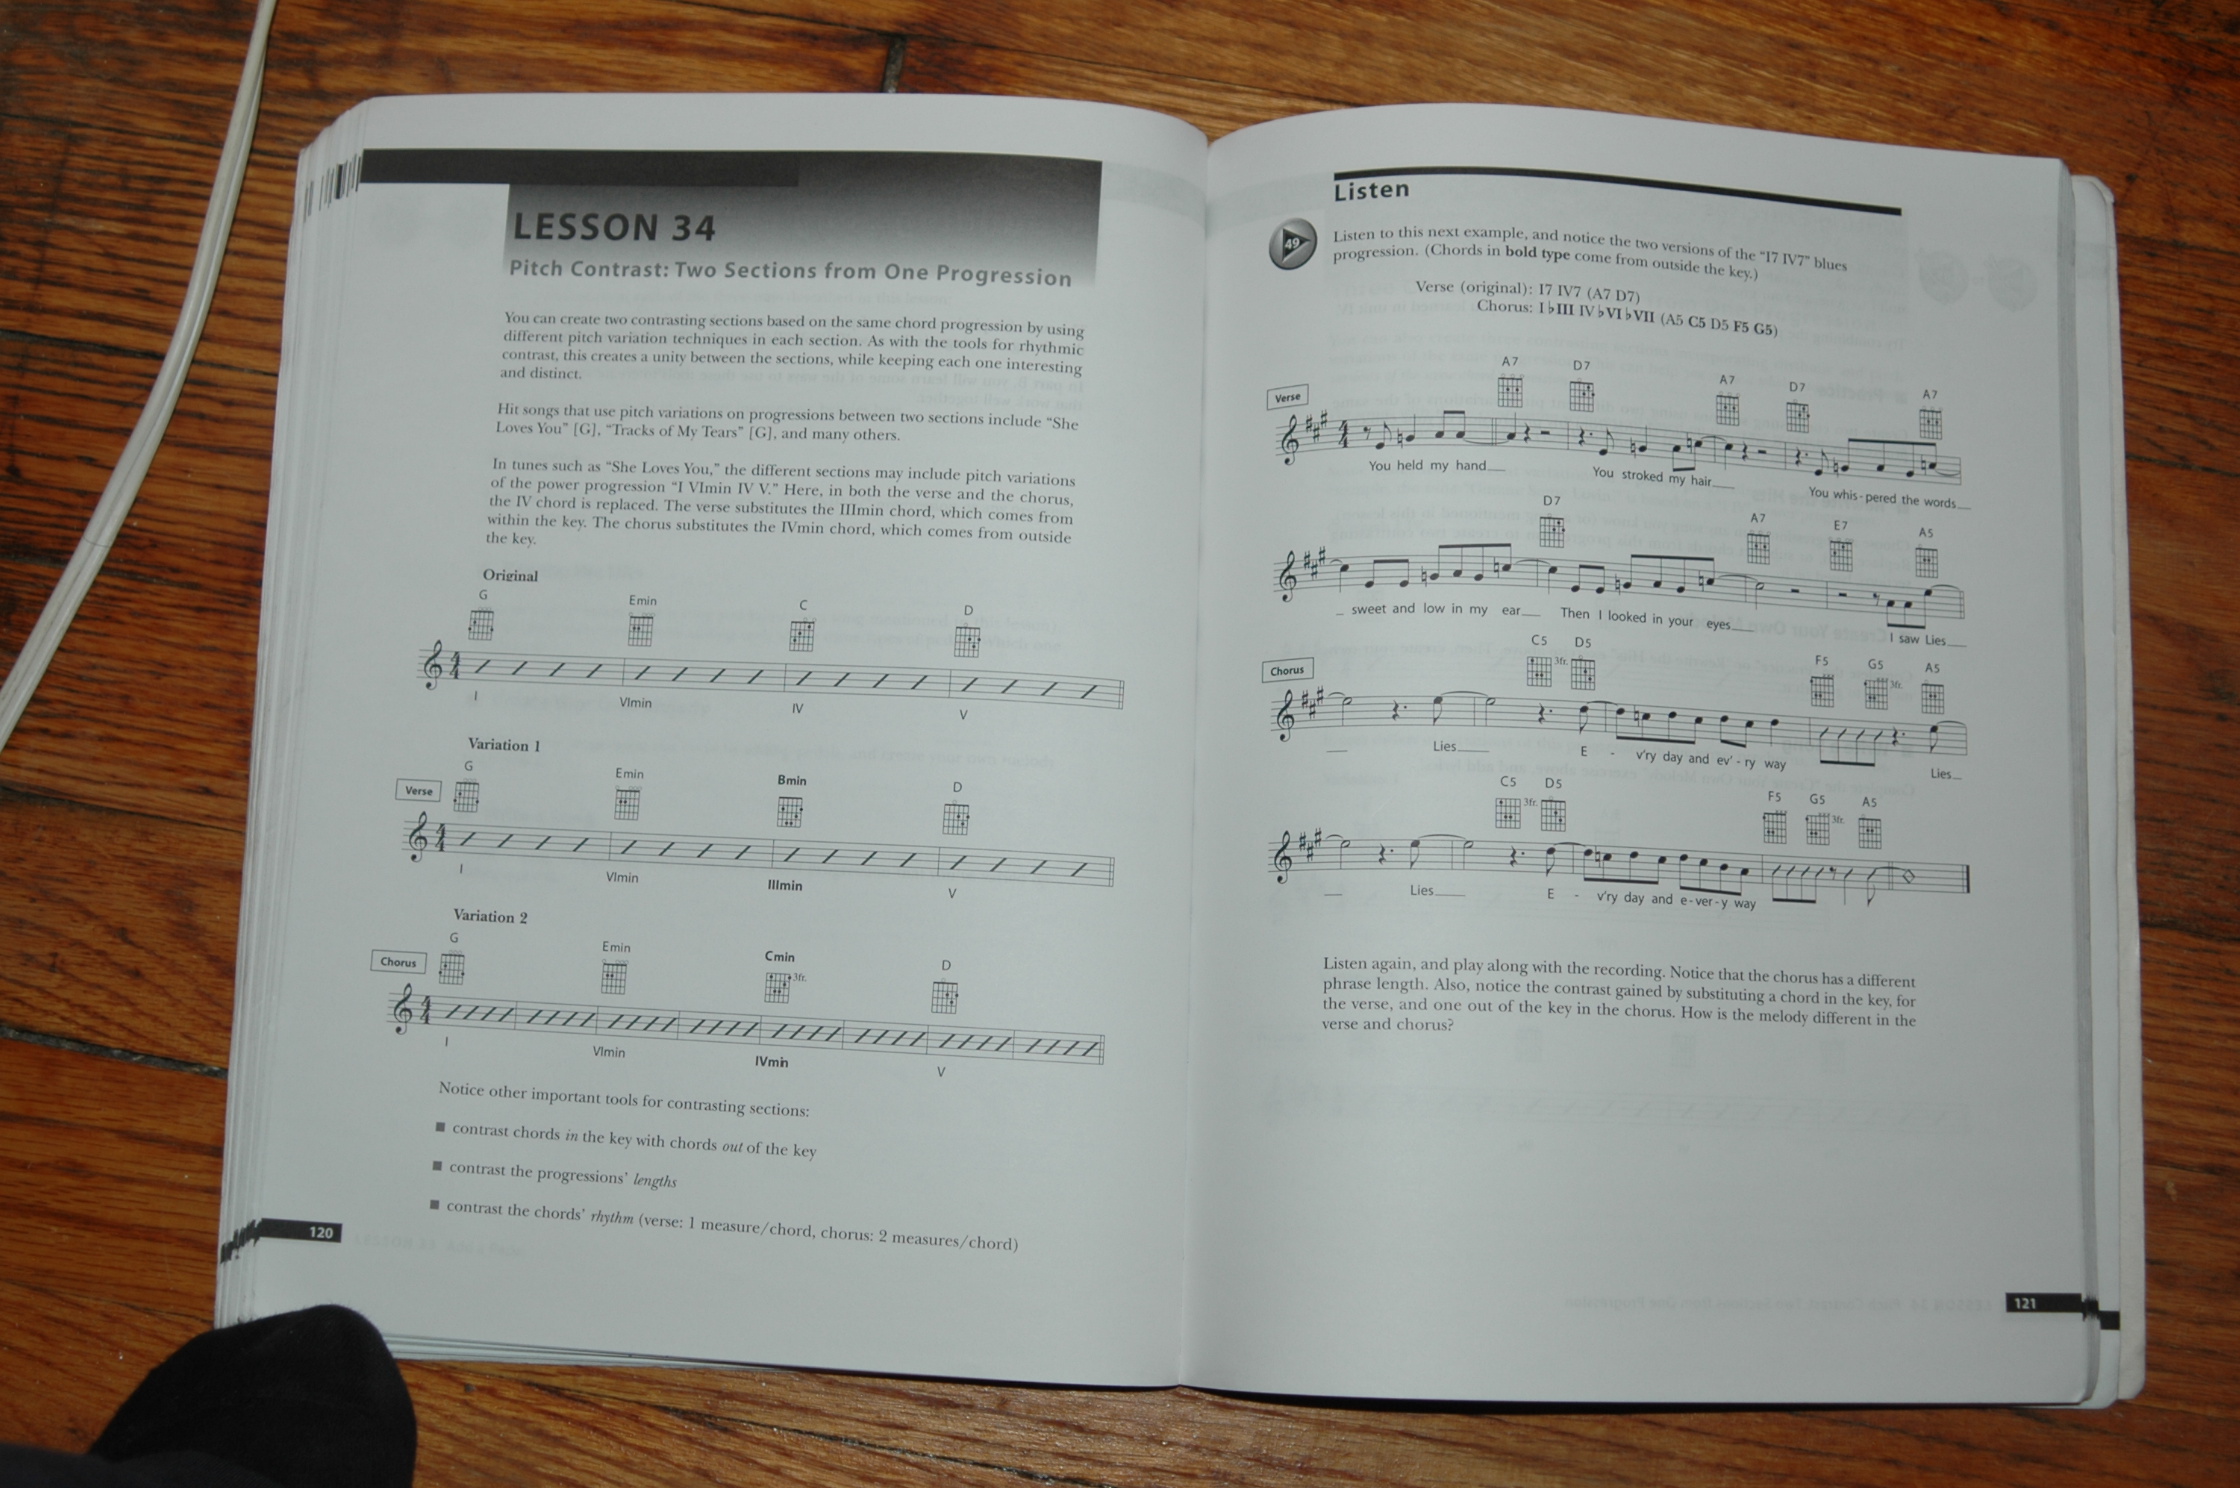 LESSON 34
Pitch Contrast: Two Sections from One Progression
You can create two contrasting sections based on the same chord progression by using
different pitch variation techniques in each section. As with the tools for rhythmic
contrast, this creates a unity between the sections, while keeping each one interesting
and distinct.
Hit songs that use pitch variations on progressions between two sections include “She
Loves You” [G], “Tracks of My Tears” [G], and many others.
In tunes such as “She Loves You,” the different sections may include pitch variations
of the power progression “I VImin IV V.” Here, in both the verse and the chorus,
the IV chord is replaced. The verse substitutes the IIImin chord, which comes from
within the key. The chorus substitutes the IVmin chord, which comes from outside
the key.
Original
G Emin C D
I VImin IV V
Variation 1
G Emin Bmin D
Verse
I VImin IIImin V
Variation 2
G Emin Cmin D
Chorus
3fr.
I VImin IVmin V
Notice other important tools for contrasting sections:
■ contrast chords in the key with chords out of the key
■ contrast the progressions’ lengths
■ contrast the chords’ rhythm (verse: 1 measure/chord, chorus: 2 measures/chord)
120
Listen
49
Listen to this next example, and notice the two versions of the “I7 IV7” blues
progression. (Chords in bold type come from outside the key.)
Verse (original): I7 IV7 (A7 D7)
Chorus: I ♭III IV ♭VI ♭VII (A5 C5 D5 F5 G5)
Verse
A7 D7 A7 D7 A7
You held my hand__ You stroked my hair__ You whis - pered the words__
D7 A7 E7 A5
_ sweet and low in my ear__ Then I looked in your eyes__ I saw Lies__
Chorus
C5 D5 F5 G5 A5
3fr. 3fr.
__ Lies__ E - v’ry day and ev’ - ry way Lies_
C5 D5 F5 G5 A5
3fr. 3fr.
__ Lies__ E - v’ry day and e - ver - y way
Listen again, and play along with the recording. Notice that the chorus has a different
phrase length. Also, notice the contrast gained by substituting a chord in the key, for
the verse, and one out of the key in the chorus. How is the melody different in the
verse and chorus?
121